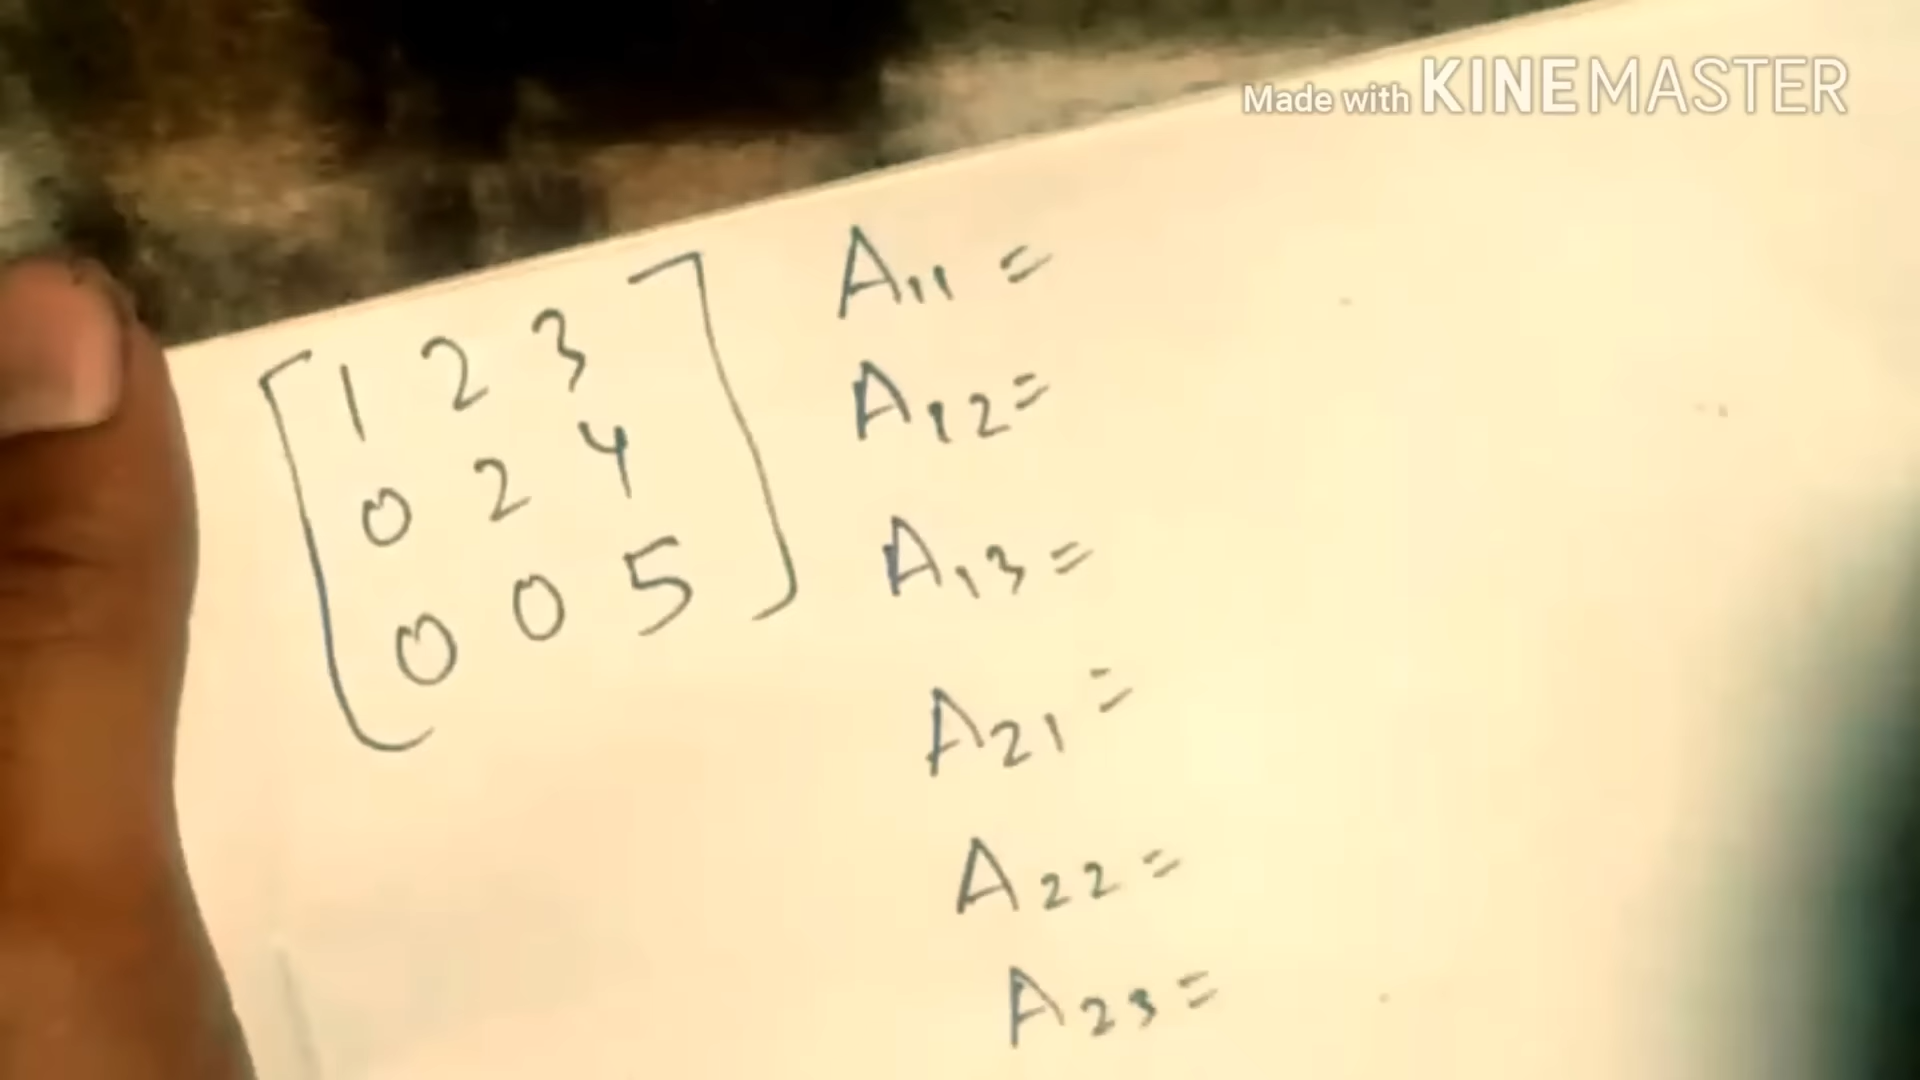 Made with KINEMASTER
1 2 3
0 2 4
0 0 5
A11 =
A12 =
A13 =
A21 =
A22 =
A23 =